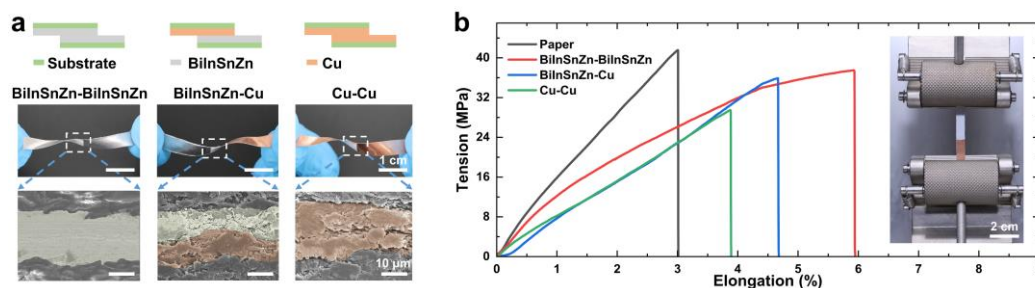 a
Substrate
BiInSnZn
Cu
BiInSnZn-BiInSnZn
BiInSnZn-Cu
Cu-Cu
1 cm
10 μm
b
Tension (MPa)
40
32
24
16
8
0
Paper
BiInSnZn-BiInSnZn
BiInSnZn-Cu
Cu-Cu
2 cm
0 1 2 3 4 5 6 7 8
Elongation (%)